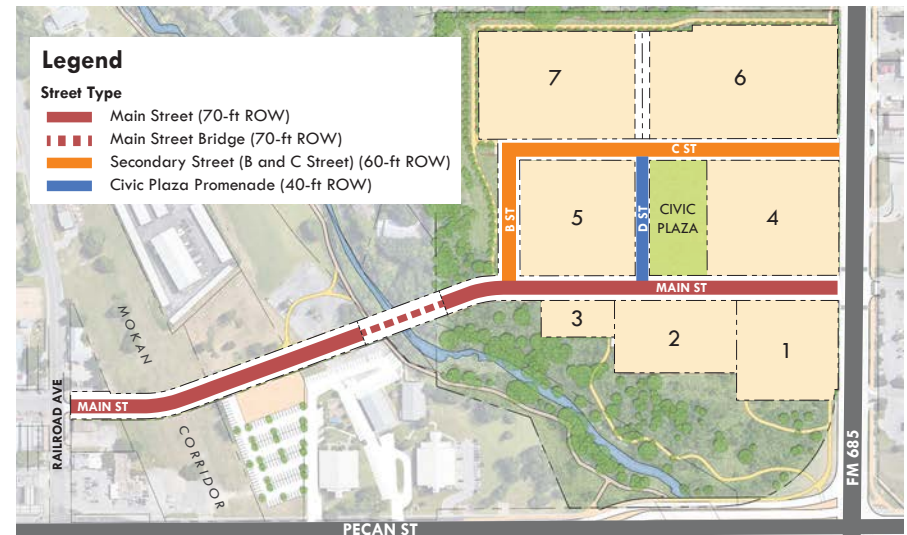 Legend
Street Type
Main Street (70-ft ROW)
Main Street Bridge (70-ft ROW)
Secondary Street (B and C Street) (60-ft ROW)
Civic Plaza Promenade (40-ft ROW)
7
6
C ST
B ST
5
D ST
CIVIC
PLAZA
4
MAIN ST
3
2
1
MOKAN
CORRIDOR
MAIN ST
RAILROAD AVE
FM 685
PECAN ST